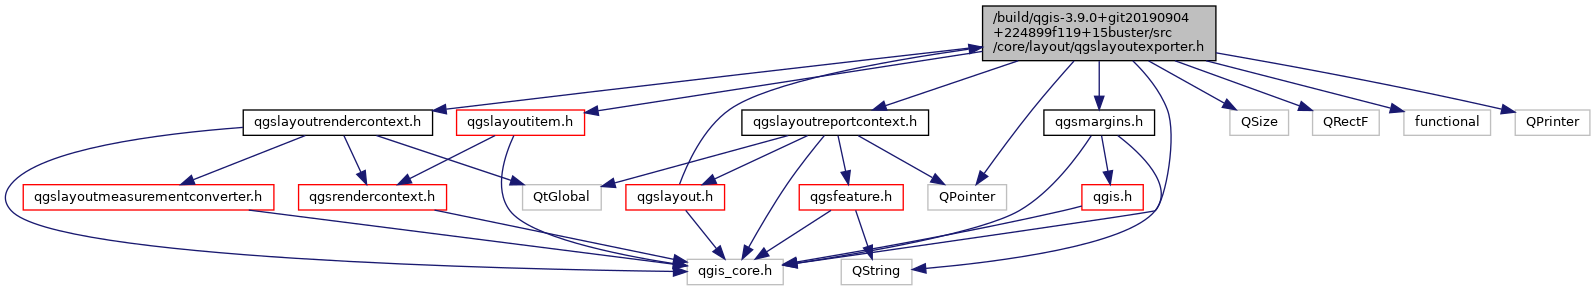 /build/qgis-3.9.0+git20190904
+224899f119+15buster/src
/core/layout/qgslayoutexporter.h
qgslayoutrendercontext.h
qgslayoutitem.h
qgslayoutreportcontext.h
qgsmargins.h
QSize
QRectF
functional
QPrinter
qgslayoutmeasurementconverter.h
qgsrendercontext.h
QtGlobal
qgslayout.h
qgsfeature.h
QPointer
qgis.h
qgis_core.h
QString